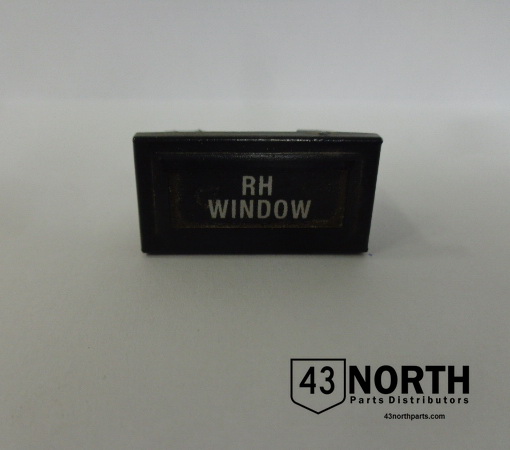 RH
WINDOW
43 NORTH
Parts Distributors
43northparts.com